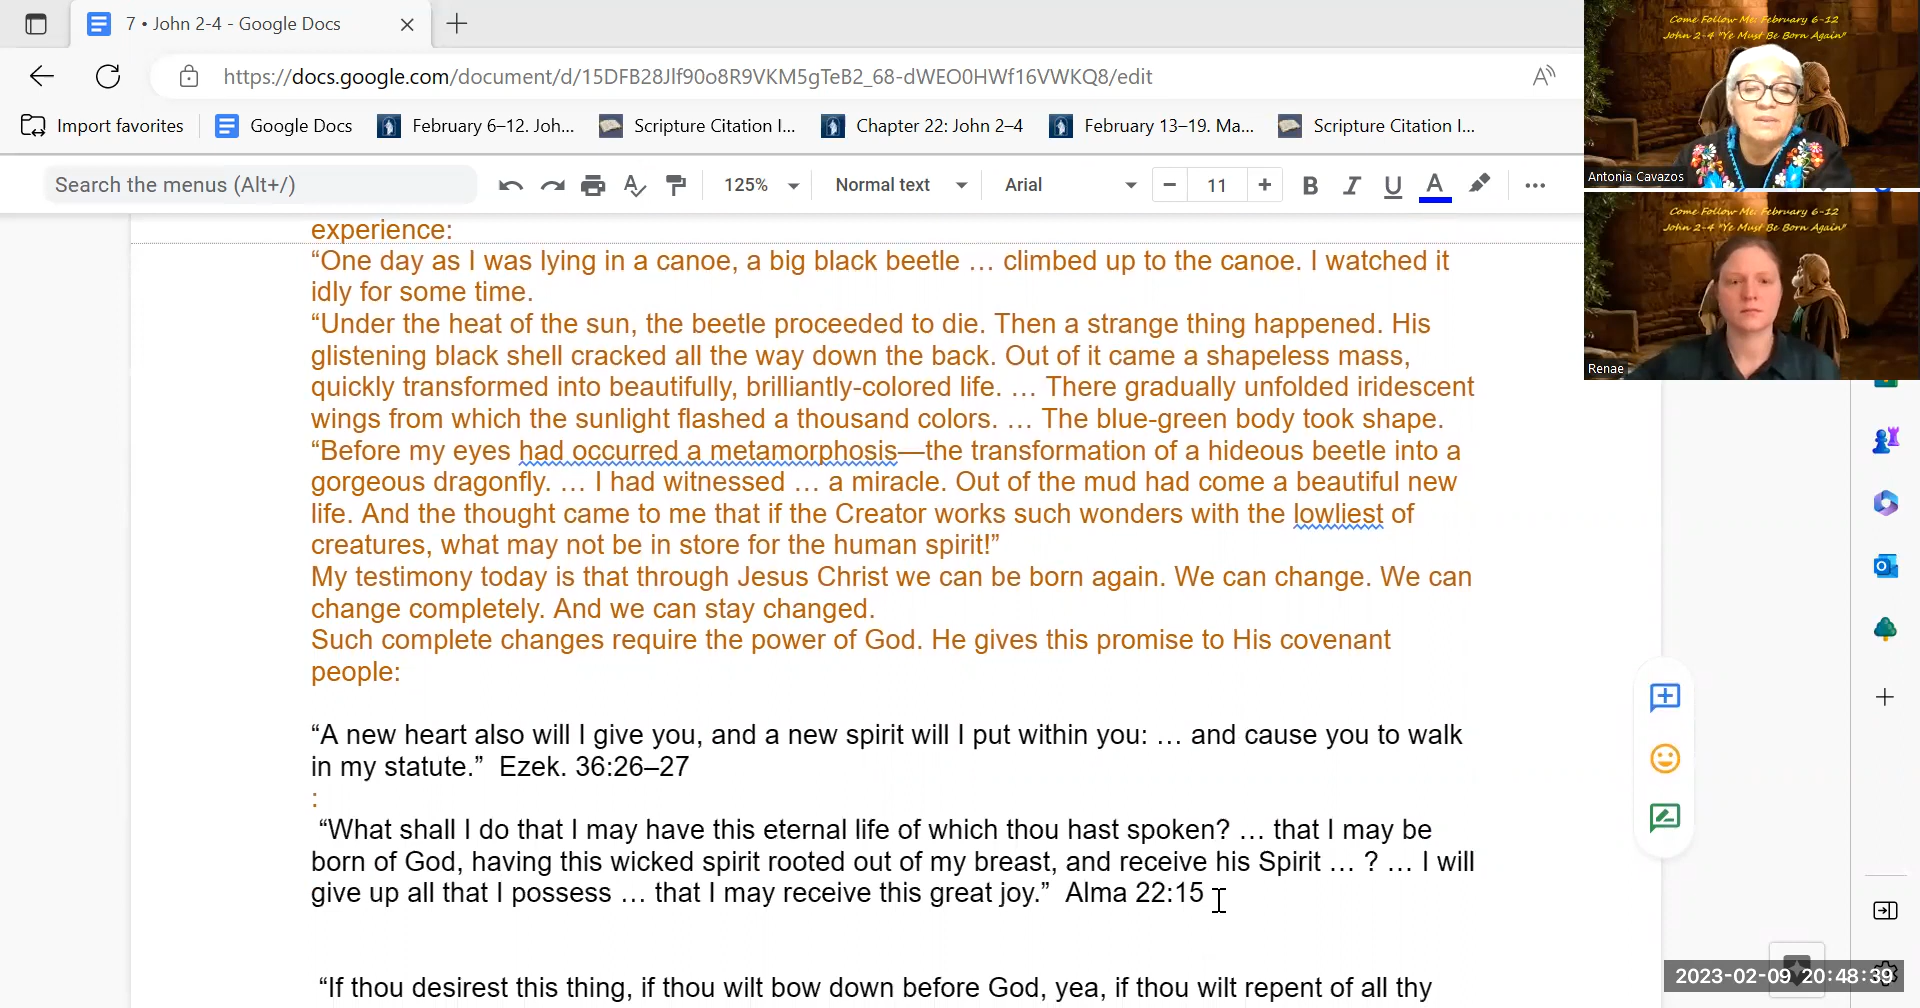 7 • John 2-4 - Google Docs
https://docs.google.com/document/d/15DFB28Jlf90o8R9VKM5gTeB2_68-dWEO0HWf16VWKQ8/edit
Import favorites
Google Docs
February 6–12. Joh...
Scripture Citation I...
Chapter 22: John 2–4
February 13–19. Ma...
Scripture Citation I...
Search the menus (Alt+/)
125%
Normal text
Arial
11
experience:
“One day as I was lying in a canoe, a big black beetle … climbed up to the canoe. I watched it
idly for some time.
“Under the heat of the sun, the beetle proceeded to die. Then a strange thing happened. His
glistening black shell cracked all the way down the back. Out of it came a shapeless mass,
quickly transformed into beautifully, brilliantly-colored life. … There gradually unfolded iridescent
wings from which the sunlight flashed a thousand colors. … The blue-green body took shape.
“Before my eyes had occurred a metamorphosis—the transformation of a hideous beetle into a
gorgeous dragonfly. … I had witnessed … a miracle. Out of the mud had come a beautiful new
life. And the thought came to me that if the Creator works such wonders with the lowliest of
creatures, what may not be in store for the human spirit!”
My testimony today is that through Jesus Christ we can be born again. We can change. We can
change completely. And we can stay changed.
Such complete changes require the power of God. He gives this promise to His covenant
people:
“A new heart also will I give you, and a new spirit will I put within you: … and cause you to walk
in my statute.” Ezek. 36:26–27
:
“What shall I do that I may have this eternal life of which thou hast spoken? … that I may be
born of God, having this wicked spirit rooted out of my breast, and receive his Spirit … ? … I will
give up all that I possess … that I may receive this great joy.” Alma 22:15
“If thou desirest this thing, if thou wilt bow down before God, yea, if thou wilt repent of all thy
Come Follow Me: February 6-12
John 2-4 "Ye Must Be Born Again"
Antonia Cavazos
Come Follow Me: February 6-12
John 2-4 "Ye Must Be Born Again"
Renae
2023-02-09 20:48:39